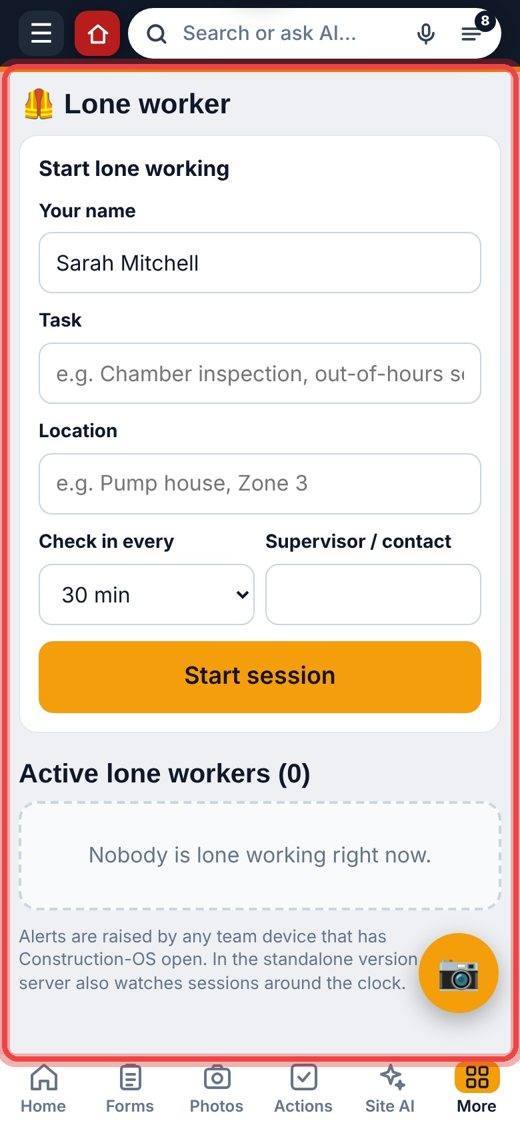 Search or ask AI...
8
Lone worker
Start lone working
Your name
Sarah Mitchell
Task
e.g. Chamber inspection, out-of-hours
Location
e.g. Pump house, Zone 3
Check in every
Supervisor / contact
30 min
Start session
Active lone workers (0)
Nobody is lone working right now.
Alerts are raised by any team device that has
Construction-OS open. In the standalone version
server also watches sessions around the clock.
Home
Forms
Photos
Actions
Site AI
More